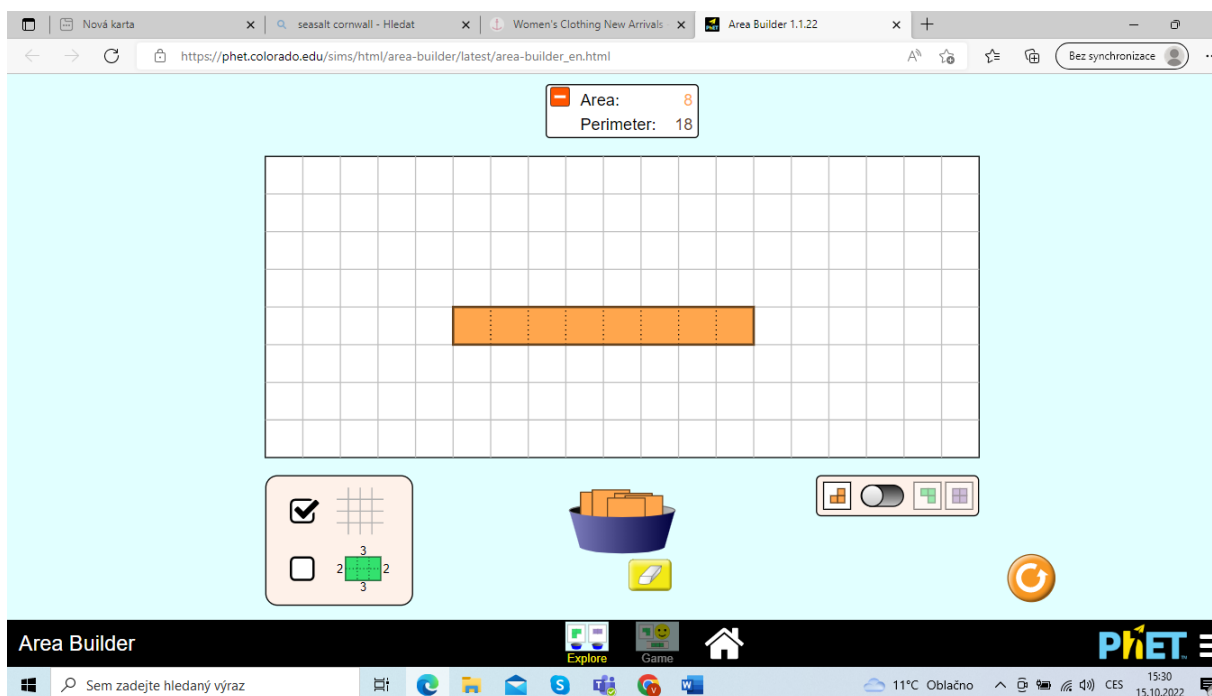 Nová karta
seasalt cornwall - Hledat
Women's Clothing New Arrivals
Area Builder 1.1.22
https://phet.colorado.edu/sims/html/area-builder/latest/area-builder_en.html
Bez synchronizace
Area: 8
Perimeter: 18
3
2 2
3
Area Builder
Explore
Game
PhET
Sem zadejte hledaný výraz
11°C Oblačno
CES
15:30
15.10.2022